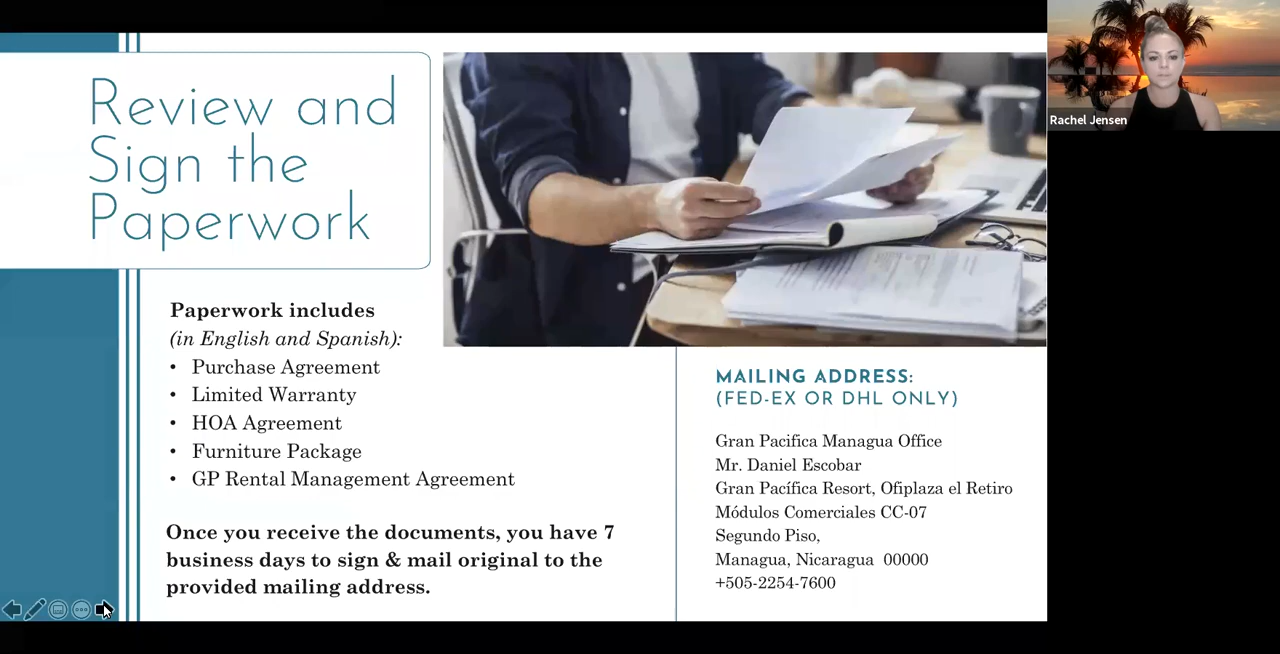 Review and
Sign the
Paperwork
Paperwork includes
(in English and Spanish):
• Purchase Agreement
• Limited Warranty
• HOA Agreement
• Furniture Package
• GP Rental Management Agreement
Once you receive the documents, you have 7
business days to sign & mail original to the
provided mailing address.
MAILING ADDRESS:
(FED-EX OR DHL ONLY)
Gran Pacifica Managua Office
Mr. Daniel Escobar
Gran Pacífica Resort, Ofiplaza el Retiro
Módulos Comerciales CC-07
Segundo Piso,
Managua, Nicaragua 00000
+505-2254-7600
Rachel Jensen